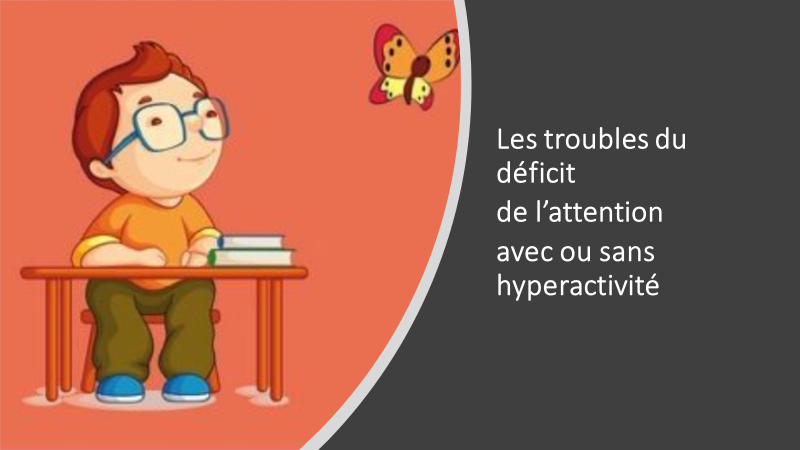 Les troubles du
déficit
de l’attention
avec ou sans
hyperactivité